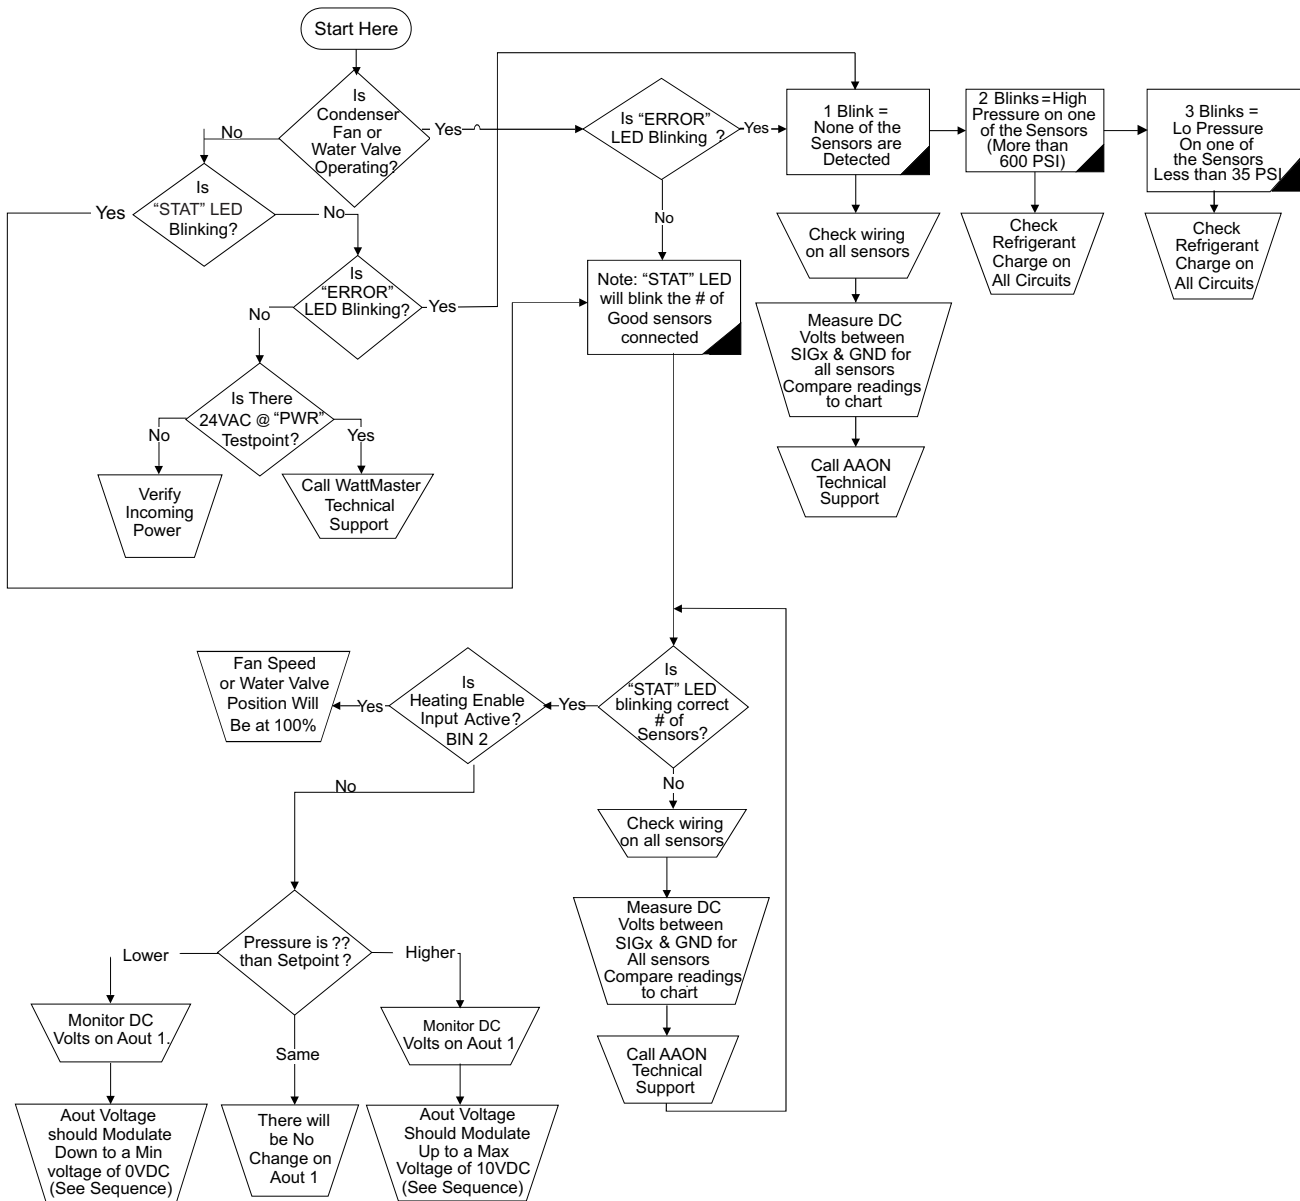 Start Here
Is
Condenser
Fan or
Water Valve
Operating?
No
Yes
Is “ERROR”
LED Blinking ?
Yes
1 Blink =
None of the
Sensors are
Detected
2 Blinks=High
Pressure on one
of the Sensors
(More than
600 PSI)
3 Blinks =
Lo Pressure
On one of
the Sensors
Less than 35 PSI
Is
“STAT” LED
Blinking?
Yes
No
No
Check wiring
on all sensors
Check
Refrigerant
Charge on
All Circuits
Check
Refrigerant
Charge on
All Circuits
Is
“ERROR”
LED Blinking?
Yes
No
Note: “STAT” LED
will blink the # of
Good sensors
connected
Measure DC
Volts between
SIGx & GND for
all sensors
Compare readings
to chart
Is There
24VAC @ “PWR”
Testpoint?
No
Yes
Call AAON
Technical
Support
Verify
Incoming
Power
Call WattMaster
Technical
Support
Fan Speed
or Water Valve
Position Will
Be at 100%
Yes
Is
Heating Enable
Input Active?
BIN 2
Yes
Is
“STAT” LED
blinking correct
# of
Sensors?
No
No
Check wiring
on all sensors
Measure DC
Volts between
SIGx & GND for
All sensors
Compare readings
to chart
Call AAON
Technical
Support
Pressure is ??
than Setpoint ?
Lower
Higher
Same
Monitor DC
Volts on Aout 1.
Monitor DC
Volts on Aout 1
Aout Voltage
should Modulate
Down to a Min
voltage of 0VDC
(See Sequence)
There will
be No
Change on
Aout 1
Aout Voltage
Should Modulate
Up to a Max
Voltage of 10VDC
(See Sequence)